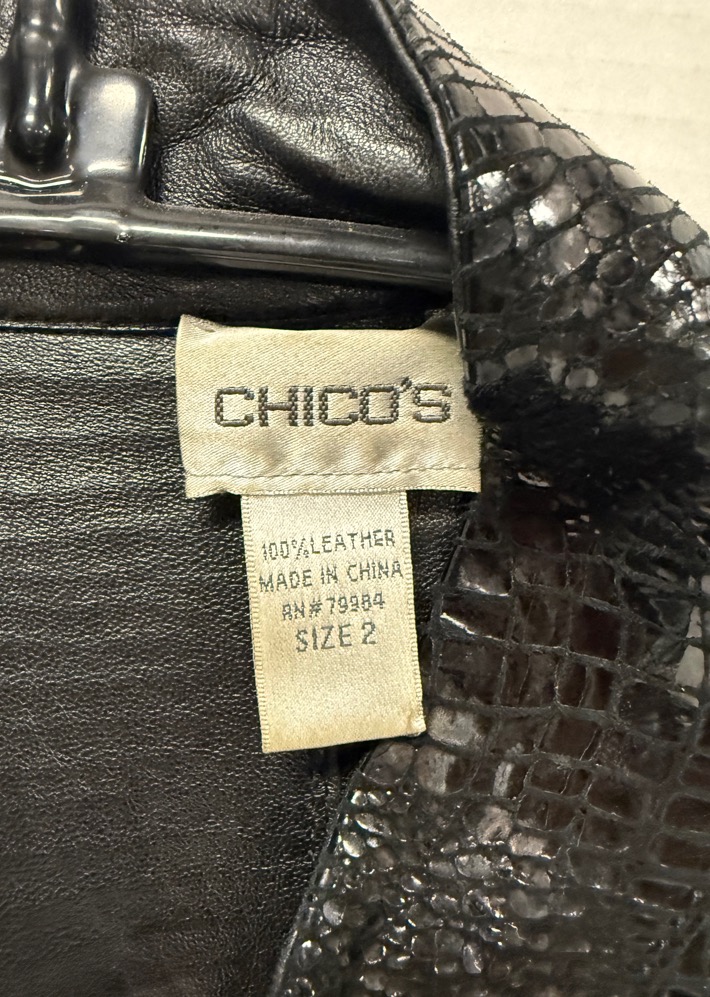 CHICO'S
100% LEATHER
MADE IN CHINA
RN#79984
SIZE 2